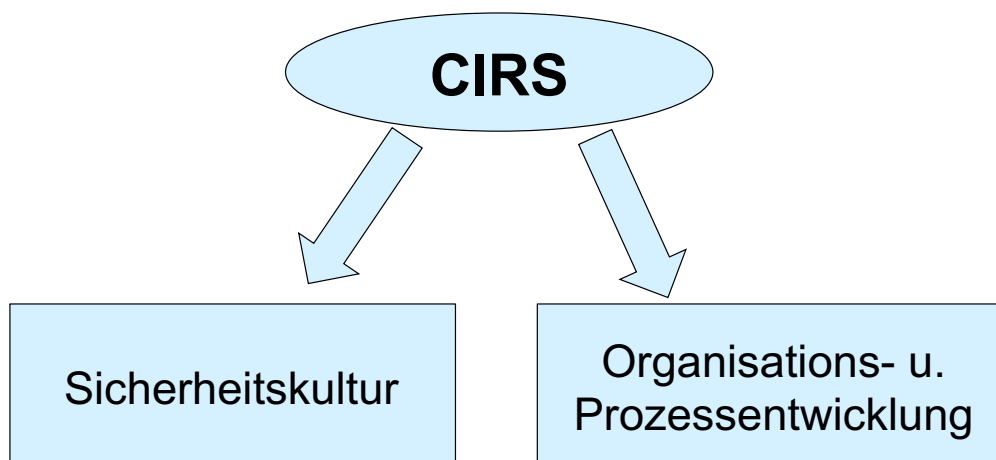 CIRS
Sicherheitskultur
Organisations- u.
Prozessentwicklung